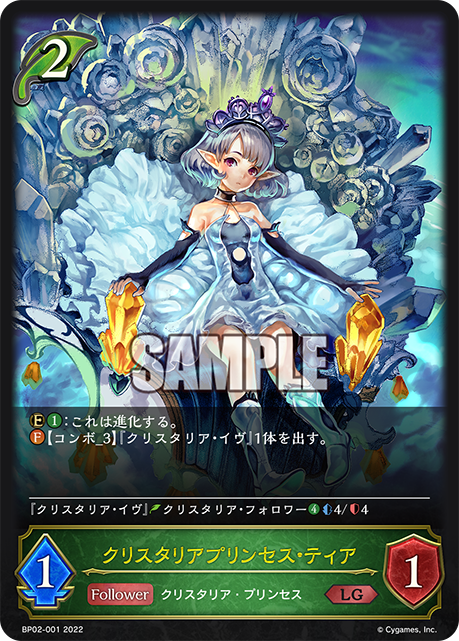 2
SAMPLE
E 1:これは進化する。
F【コンボ_3】『クリスタリア・イヴ』1体を出す。
『クリスタリア・イヴ』クリスタリア・フォロワー4 4/4
クリスタリアプリンセス・ティア
1
Follower クリスタリア・プリンセス LG
1
BP02-001 2022 © Cygames, Inc.